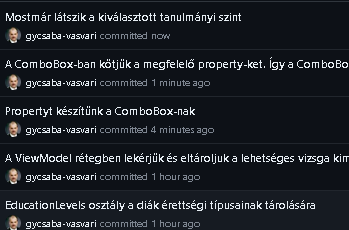 Mostmár látszik a kiválasztott tanulmányi szint
gycsaba-vasvari committed now
A ComboBox-ban kötjük a megfelelő property-ket. Így a ComboBo
gycsaba-vasvari committed 1 minute ago
Propertyt készítünk a ComboBox-nak
gycsaba-vasvari committed 4 minutes ago
A ViewModel rétegben lekérjük és eltároljuk a lehetséges vizsga kim
gycsaba-vasvari committed 1 hour ago
EducationLevels osztály a diák érettségi típusainak tárolására
gycsaba-vasvari committed 1 hour ago